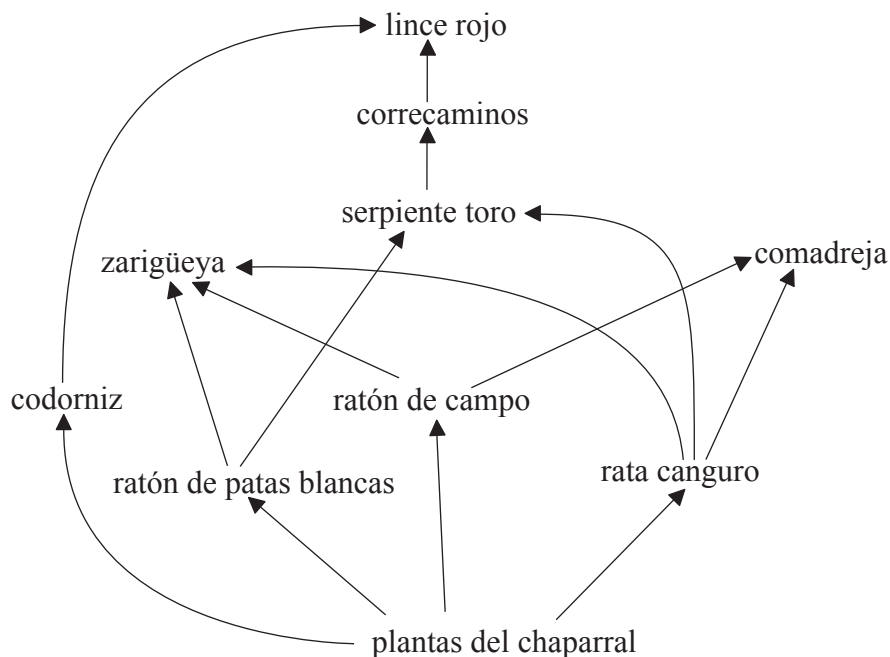 lince rojo
correcaminos
serpiente toro
zarigüeya
comadreja
codorniz
ratón de campo
ratón de patas blancas
rata canguro
plantas del chaparral